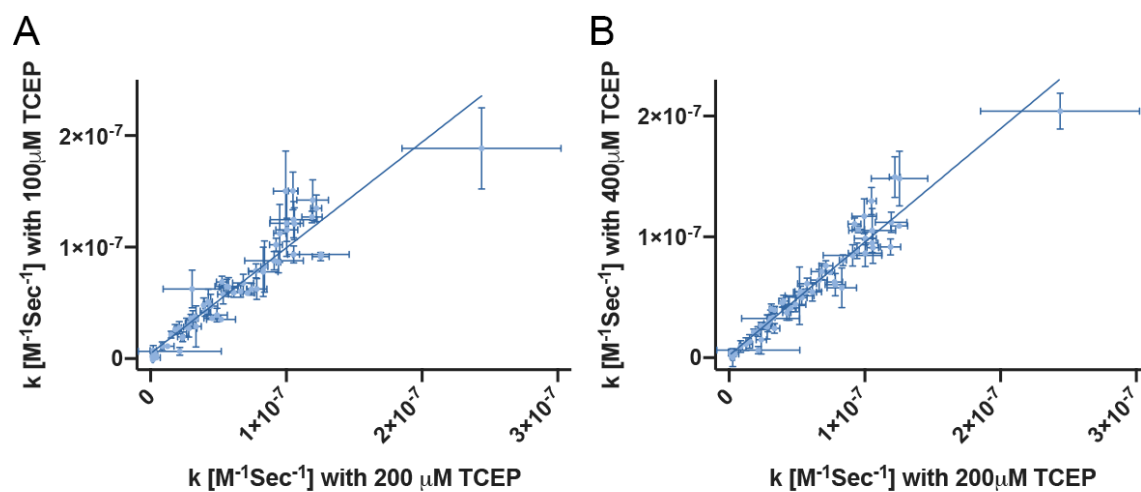 A
k [M⁻¹Sec⁻¹] with 100μM TCEP
2×10⁻⁷
1×10⁻⁷
0
0
1×10⁻⁷
2×10⁻⁷
3×10⁻⁷
k [M⁻¹Sec⁻¹] with 200 μM TCEP
B
k [M⁻¹Sec⁻¹] with 400μM TCEP
2×10⁻⁷
1×10⁻⁷
0
0
1×10⁻⁷
2×10⁻⁷
3×10⁻⁷
k [M⁻¹Sec⁻¹] with 200μM TCEP